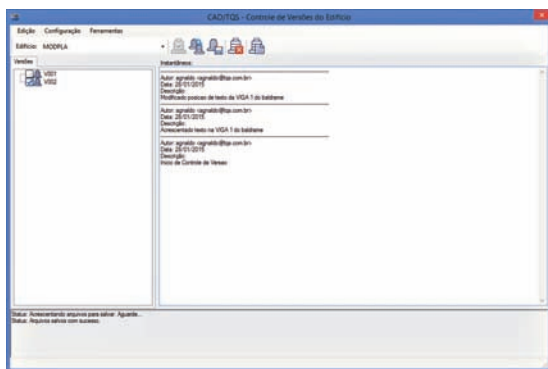 CAD/TQS - Controle de Versões do Edifício
Edição Configuração Ferramentas
Edifício: MODPLA
Versões
V001
V002
Instantâneos:
Autor: agnaldo <agnaldo@tqs.com.br>
Data: 28/01/2015
Descrição:
Modificado posicao de texto da VIGA 1 do baldrame
Autor: agnaldo <agnaldo@tqs.com.br>
Data: 28/01/2015
Descrição:
Acrescentado texto na VIGA 1 do baldrame
Autor: agnaldo <agnaldo@tqs.com.br>
Data: 28/01/2015
Descrição:
Inicio de Controle de Versao
Status: Acrescentando arquivos para salvar. Aguarde...
Status: Arquivos salvos com sucesso.